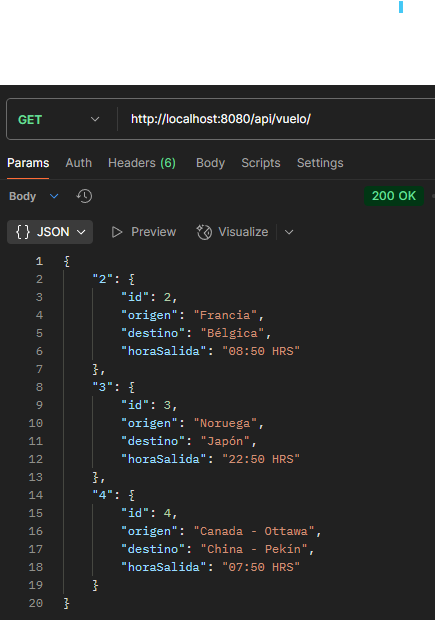 GET http://localhost:8080/api/vuelo/
Params Auth Headers (6) Body Scripts Settings
Body 200 OK
{} JSON Preview Visualize
1 {
2 "2": {
3 "id": 2,
4 "origen": "Francia",
5 "destino": "Bélgica",
6 "horaSalida": "08:50 HRS"
7 },
8 "3": {
9 "id": 3,
10 "origen": "Noruega",
11 "destino": "Japón",
12 "horaSalida": "22:50 HRS"
13 },
14 "4": {
15 "id": 4,
16 "origen": "Canada - Ottawa",
17 "destino": "China - Pekín",
18 "horaSalida": "07:50 HRS"
19 }
20 }